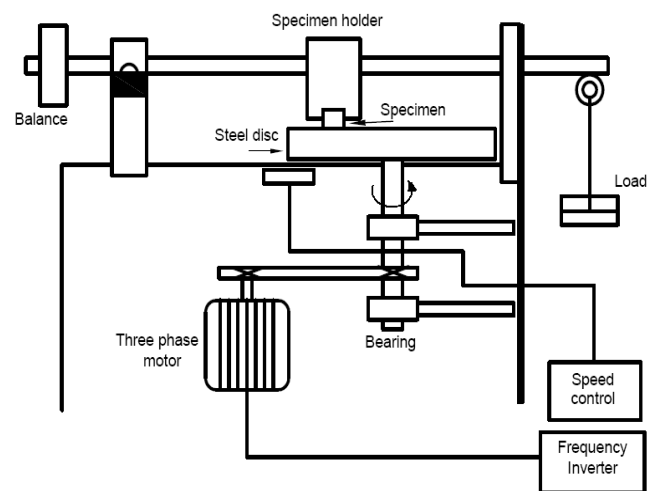 Specimen holder
Balance
Specimen
Steel disc
Load
Three phase
motor
Bearing
Speed
control
Frequency
Inverter